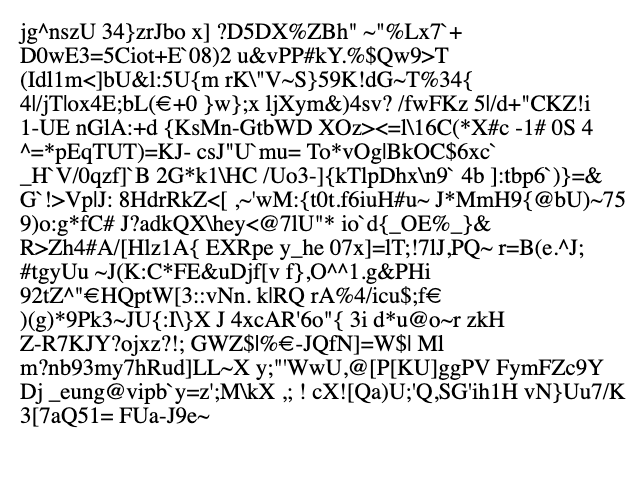 jg^nszU 34}zrJbo x] ?D5DX%ZBh" ~"%Lx7`+
D0wE3=5Ciot+E`08)2 u&vPP#kY.%$Qw9>T
(Idl1m<]bU&l:5U{m rK\"V~S}59K!dG~T%34{
4|/jT|ox4E;bL(€+0 }w};x ljXym&)4sv? /fwFKz 5|/d+"CKZ!i
1-UE nGlA:+d {KsMn-GtbWD XOz><=l\16C(*X#c -1# 0S 4
^=*pEqTUT)=KJ- csJ"U`mu= To*vOg|BkOC$6xc`
_H`V/0qzf]`B 2G*k1\HC /Uo3-]{kTlpDhx\n9` 4b ]:tbp6`)}=&
G`!>Vp|J: 8HdrRkZ<[ ,~'wM:{t0t.f6iuH#u~ J*MmH9{@bU)~75
9)o:g*fC# J?adkQX\hey<@7lU"* io`d{_OE%_}&
R>Zh4#A/[Hlz1A{ EXRpe y_he 07x]=lT;!7lJ,PQ~ r=B(e.^J;
#tgyUu ~J(K:C*FE&uDjf[v f},O^^1.g&PHi
92tZ^"€HQptW[3::vNn. k|RQ rA%4/icu$;f€
)(g)*9Pk3~JU{:I\}X J 4xcAR'6o"{ 3i d*u@o~r zkH
Z-R7KJY?ojxz?!; GWZ$|%€-JQfN]=W$| Ml
m?nb93my7hRud]LL~X y;"'WwU,@[P[KU]ggPV FymFZc9Y
Dj _eung@vipb`y=z';M\kX ,; ! cX![Qa)U;'Q,SG'ih1H vN}Uu7/K
3[7aQ51= FUa-J9e~